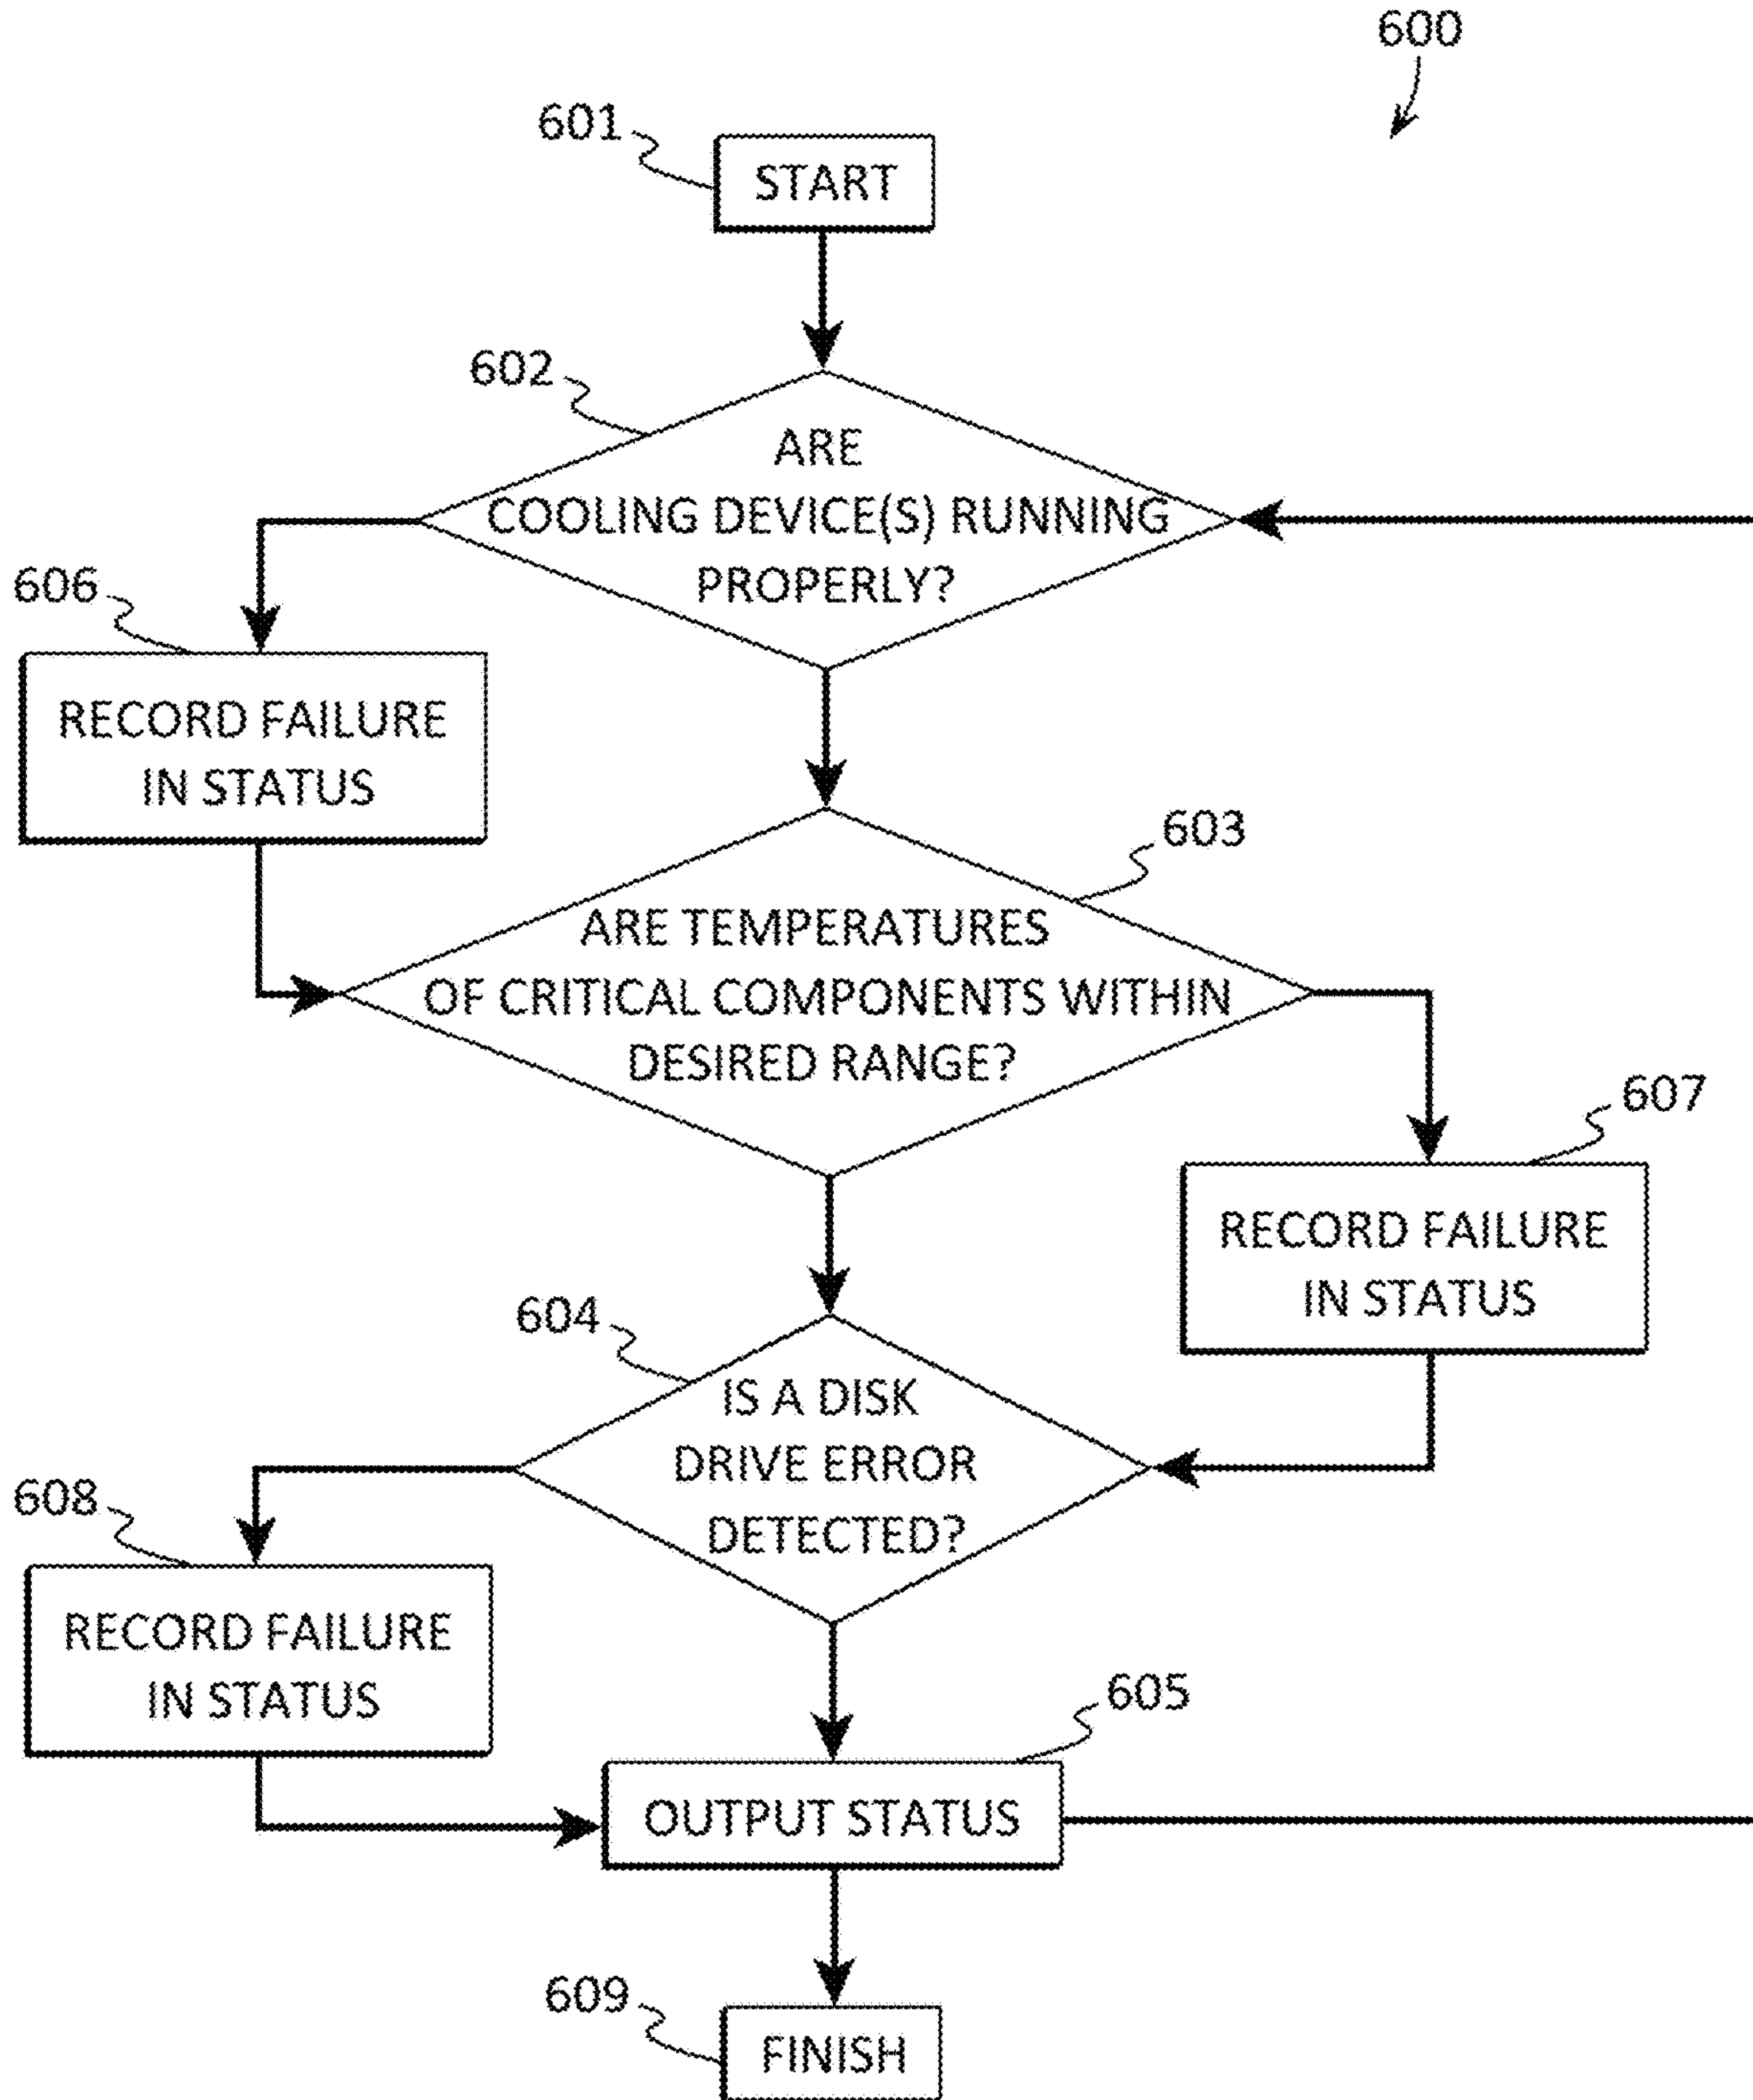 600
601
START
602
ARE
COOLING DEVICE(S) RUNNING
PROPERLY?
606
RECORD FAILURE
IN STATUS
603
ARE TEMPERATURES
OF CRITICAL COMPONENTS WITHIN
DESIRED RANGE?
607
RECORD FAILURE
IN STATUS
604
IS A DISK
DRIVE ERROR
DETECTED?
608
RECORD FAILURE
IN STATUS
605
OUTPUT STATUS
609
FINISH